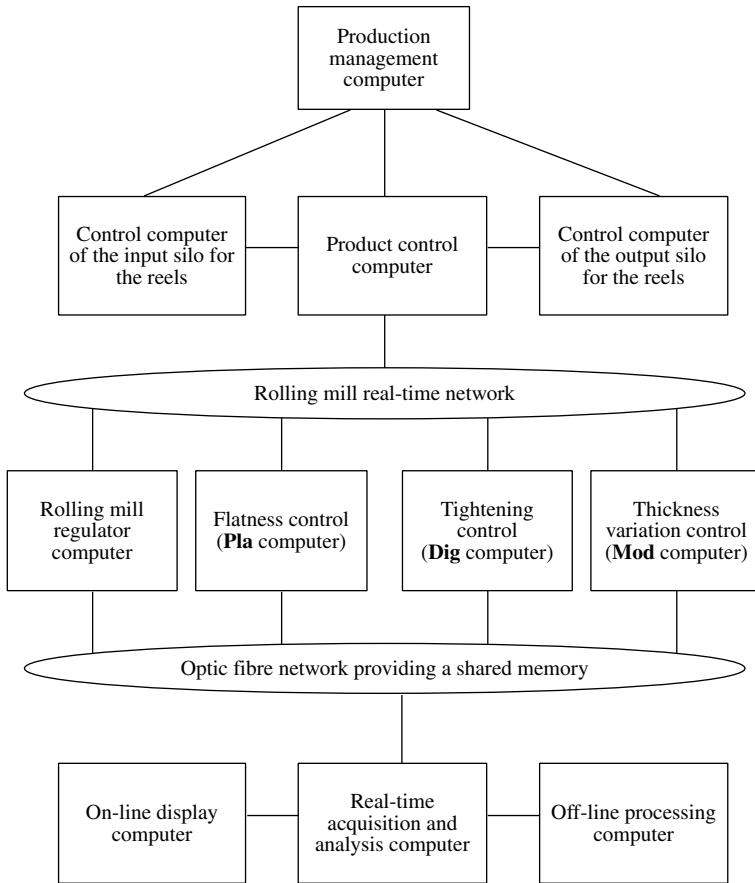 Production
management
computer
Control computer
of the input silo for
the reels
Product control
computer
Control computer
of the output silo
for the reels
Rolling mill real-time network
Rolling mill
regulator
computer
Flatness control
(Pla computer)
Tightening
control
(Dig computer)
Thickness
variation control
(Mod computer)
Optic fibre network providing a shared memory
On-line display
computer
Real-time
acquisition and
analysis computer
Off-line processing
computer